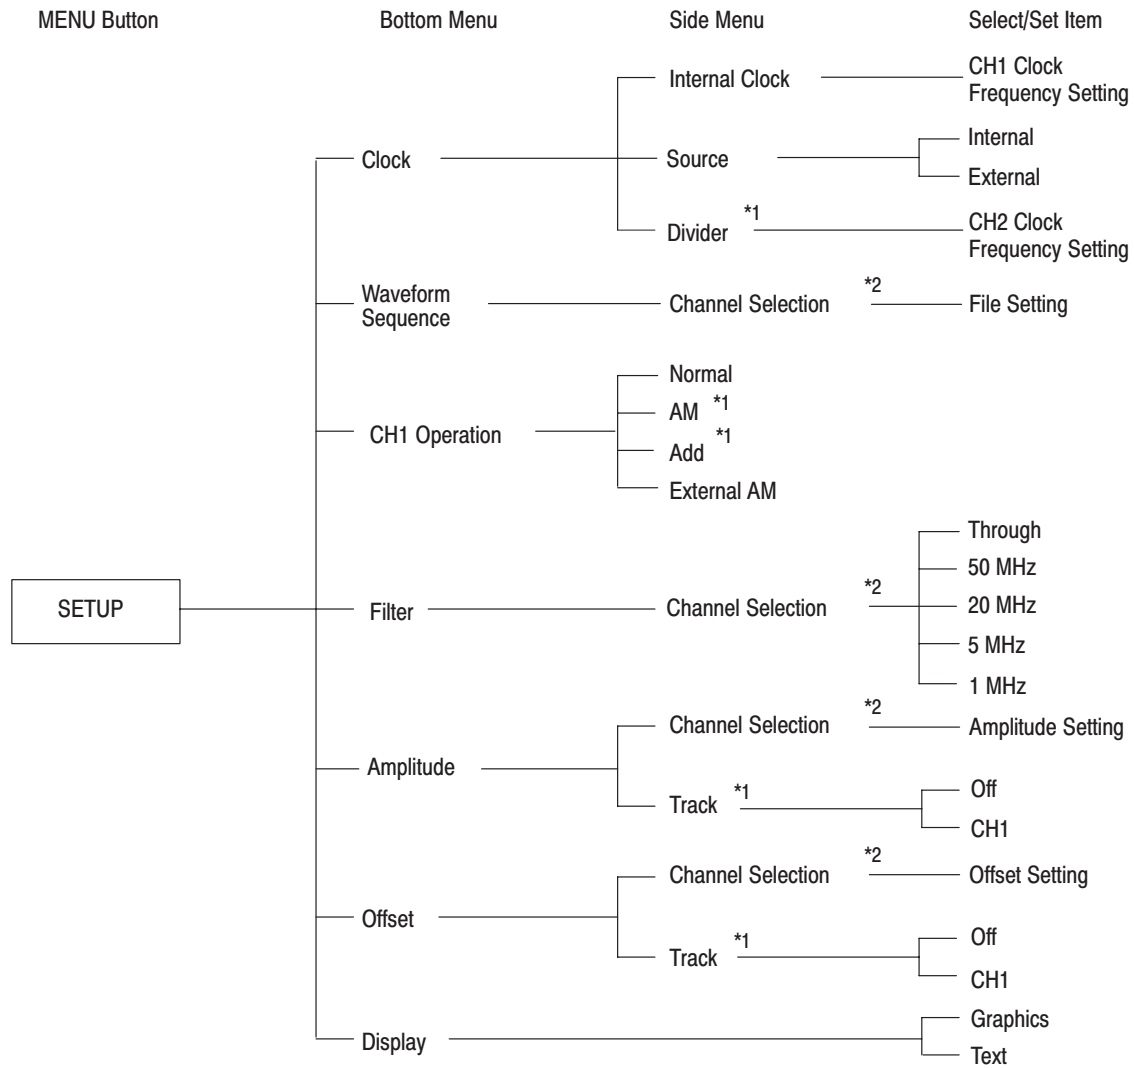 MENU Button
Bottom Menu
Side Menu
Select/Set Item
Internal Clock
CH1 Clock
Frequency Setting
Clock
Source
Internal
External
Divider *1
CH2 Clock
Frequency Setting
Waveform
Sequence
Channel Selection *2
File Setting
CH1 Operation
Normal
AM *1
Add *1
External AM
SETUP
Filter
Channel Selection *2
Through
50 MHz
20 MHz
5 MHz
1 MHz
Amplitude
Channel Selection *2
Amplitude Setting
Track *1
Off
CH1
Offset
Channel Selection *2
Offset Setting
Track *1
Off
CH1
Display
Graphics
Text